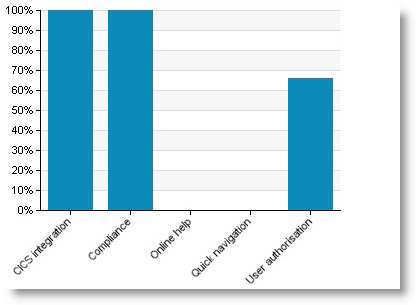 100%
90%
80%
70%
60%
50%
40%
30%
20%
10%
0%
CICS integration
Compliance
Online help
Quick navigation
User authorisation